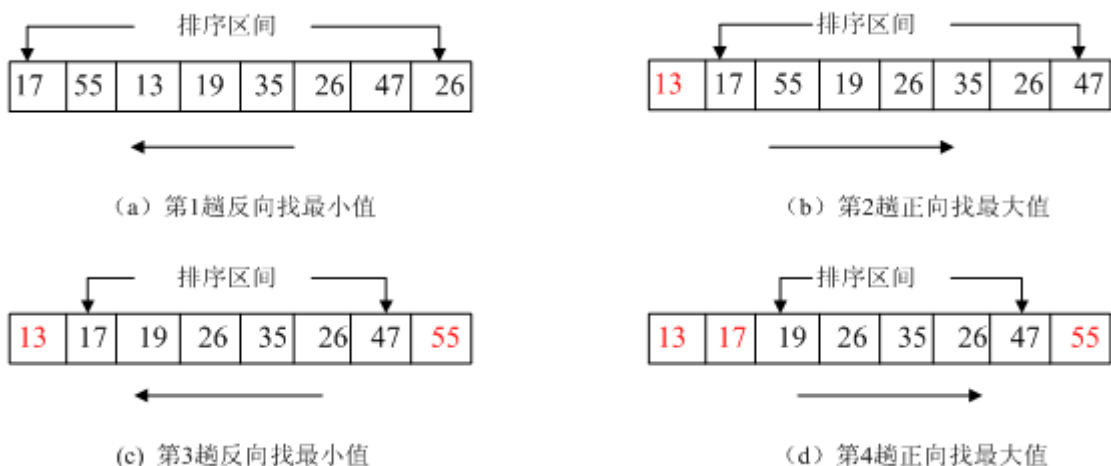 排序区间
17 55 13 19 35 26 47 26
(a) 第1趟反向找最小值
排序区间
13 17 55 19 26 35 26 47
(b) 第2趟正向找最大值
排序区间
13 17 19 26 35 26 47 55
(c) 第3趟反向找最小值
排序区间
13 17 19 26 35 26 47 55
(d) 第4趟正向找最大值